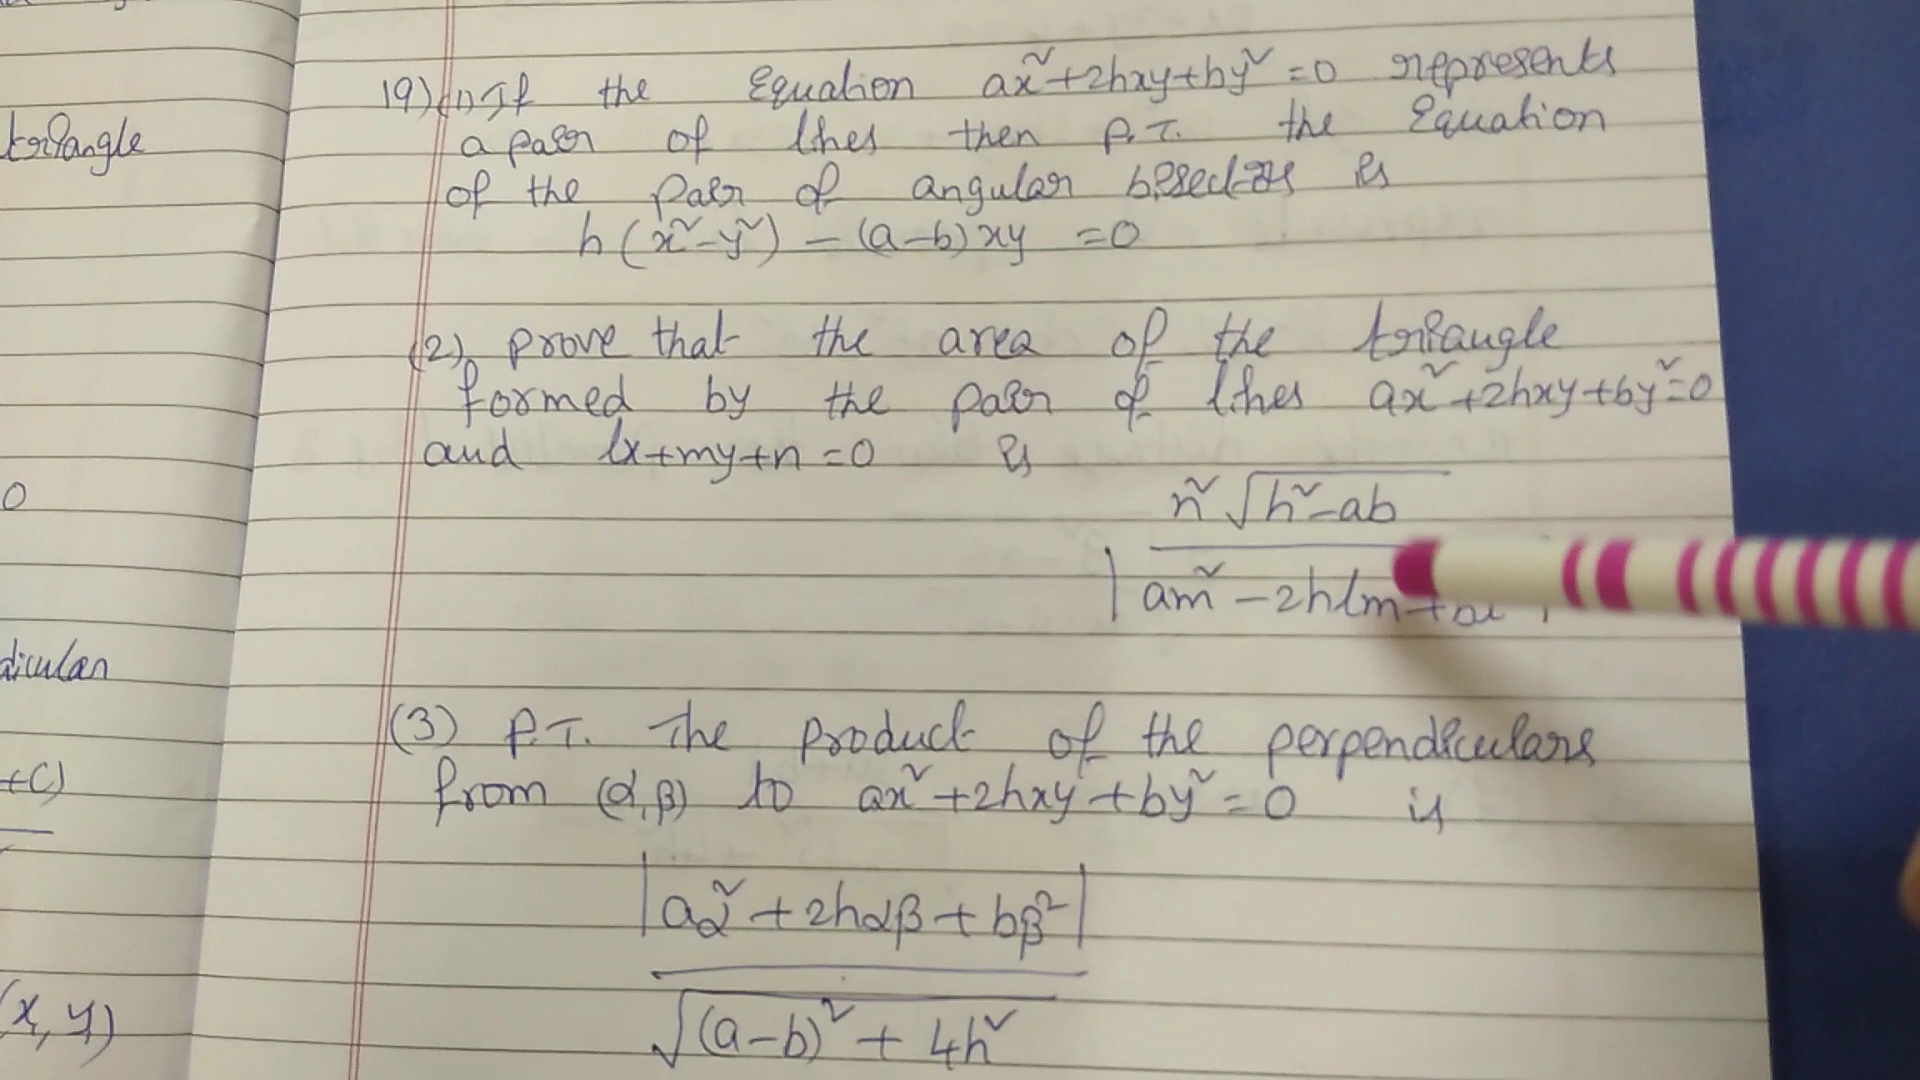 triangle
0
dicular
+C)
(x, y)
19) (1) If the Equation ax²+2hxy+by²=0 represents
a pair of lines then P.T. the Equation
of the pair of angular bisectors is
h(x²-y²) - (a-b)xy = 0
(2) prove that the area of the triangle
formed by the pair of lines ax²+2hxy+by²=0
and lx+my+n=0 is
n²√h²-ab
| am² - 2hlm +
(3) P.T. The product of the perpendiculars
from (α,β) to ax²+2hxy+by²=0 is
|aα²+2hαβ+bβ²|
√(a-b)²+4h²